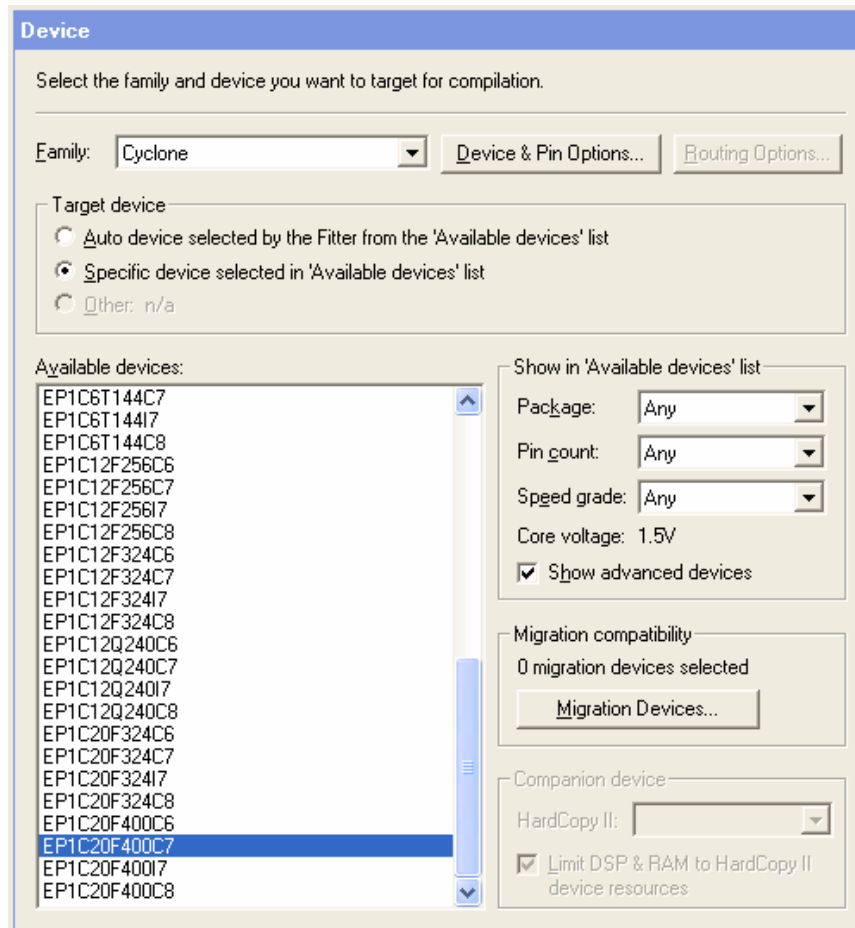 Device
Select the family and device you want to target for compilation.
Family: Cyclone Device & Pin Options... Routing Options...
Target device
Auto device selected by the Fitter from the 'Available devices' list
Specific device selected in 'Available devices' list
Other: n/a
Available devices:
EP1C6T144C7
EP1C6T144I7
EP1C6T144C8
EP1C12F256C6
EP1C12F256C7
EP1C12F256I7
EP1C12F256C8
EP1C12F324C6
EP1C12F324C7
EP1C12F324I7
EP1C12F324C8
EP1C12Q240C6
EP1C12Q240C7
EP1C12Q240I7
EP1C12Q240C8
EP1C20F324C6
EP1C20F324C7
EP1C20F324I7
EP1C20F324C8
EP1C20F400C6
EP1C20F400C7
EP1C20F400I7
EP1C20F400C8
Show in 'Available devices' list
Package: Any
Pin count: Any
Speed grade: Any
Core voltage: 1.5V
Show advanced devices
Migration compatibility
0 migration devices selected
Migration Devices...
Companion device
HardCopy II:
Limit DSP & RAM to HardCopy II
device resources